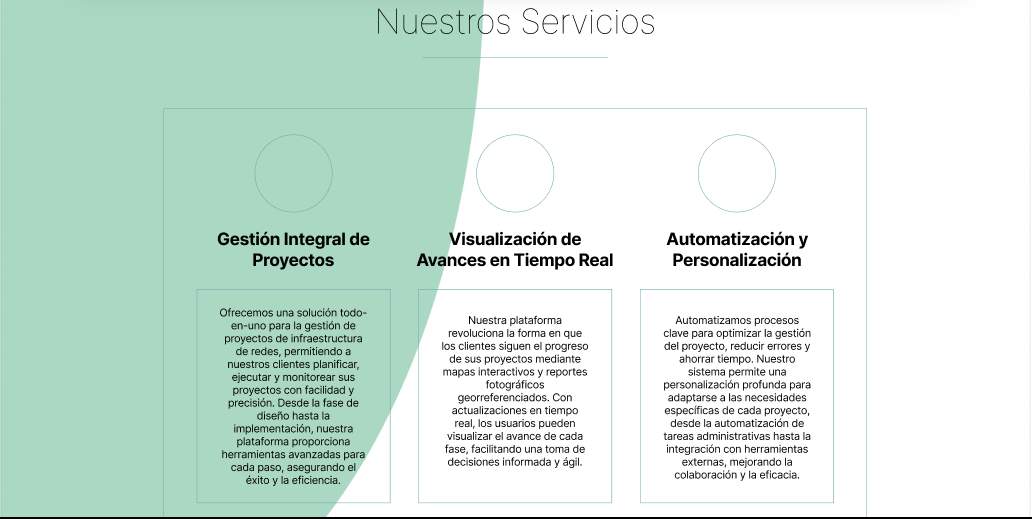 Nuestros Servicios
Gestión Integral de
Proyectos
Ofrecemos una solución todo-
en-uno para la gestión de
proyectos de infraestructura
de redes, permitiendo a
nuestros clientes planificar,
ejecutar y monitorear sus
proyectos con facilidad y
precisión. Desde la fase de
diseño hasta la
implementación, nuestra
plataforma proporciona
herramientas avanzadas para
cada paso, asegurando el
éxito y la eficiencia.
Visualización de
Avances en Tiempo Real
Nuestra plataforma
revoluciona la forma en que
los clientes siguen el progreso
de sus proyectos mediante
mapas interactivos y reportes
fotográficos
georreferenciados. Con
actualizaciones en tiempo
real, los usuarios pueden
visualizar el avance de cada
fase, facilitando una toma de
decisiones informada y ágil.
Automatización y
Personalización
Automatizamos procesos
clave para optimizar la gestión
del proyecto, reducir errores y
ahorrar tiempo. Nuestro
sistema permite una
personalización profunda para
adaptarse a las necesidades
específicas de cada proyecto,
desde la automatización de
tareas administrativas hasta la
integración con herramientas
externas, mejorando la
colaboración y la eficacia.